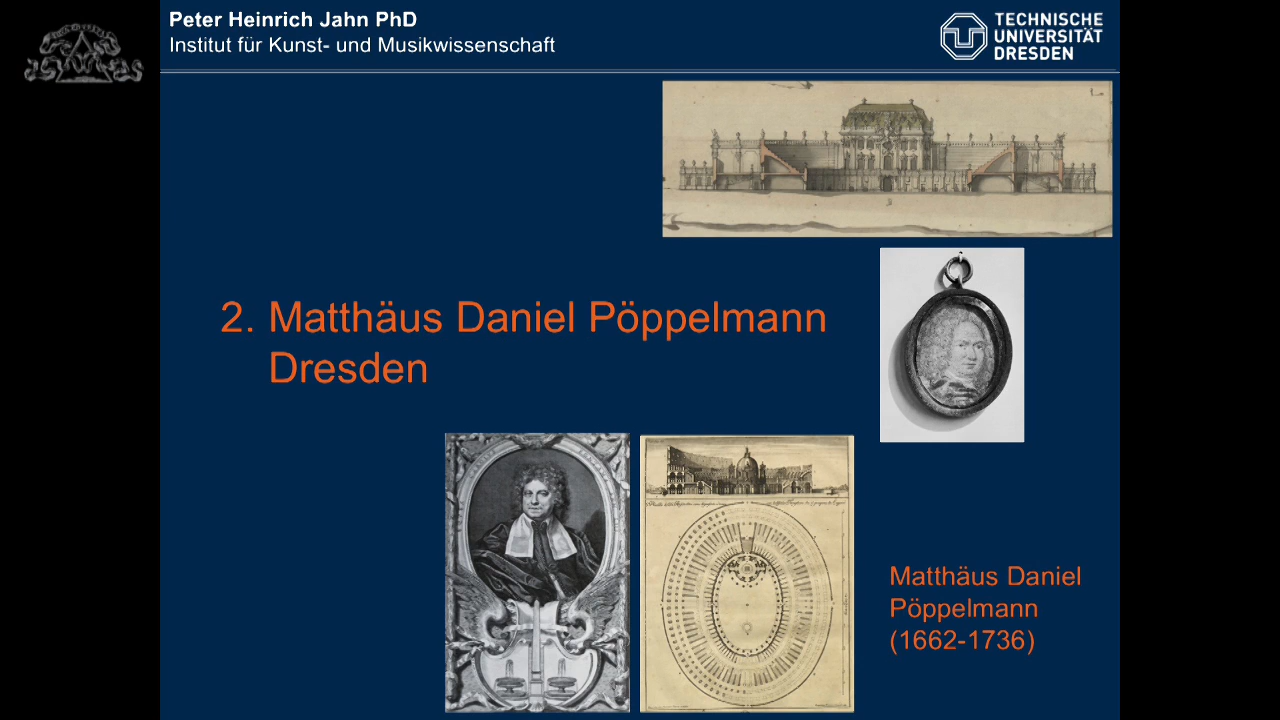 Peter Heinrich Jahn PhD
Institut für Kunst- und Musikwissenschaft
TECHNISCHE
UNIVERSITÄT
DRESDEN
2. Matthäus Daniel Pöppelmann
Dresden
Matthäus Daniel
Pöppelmann
(1662-1736)